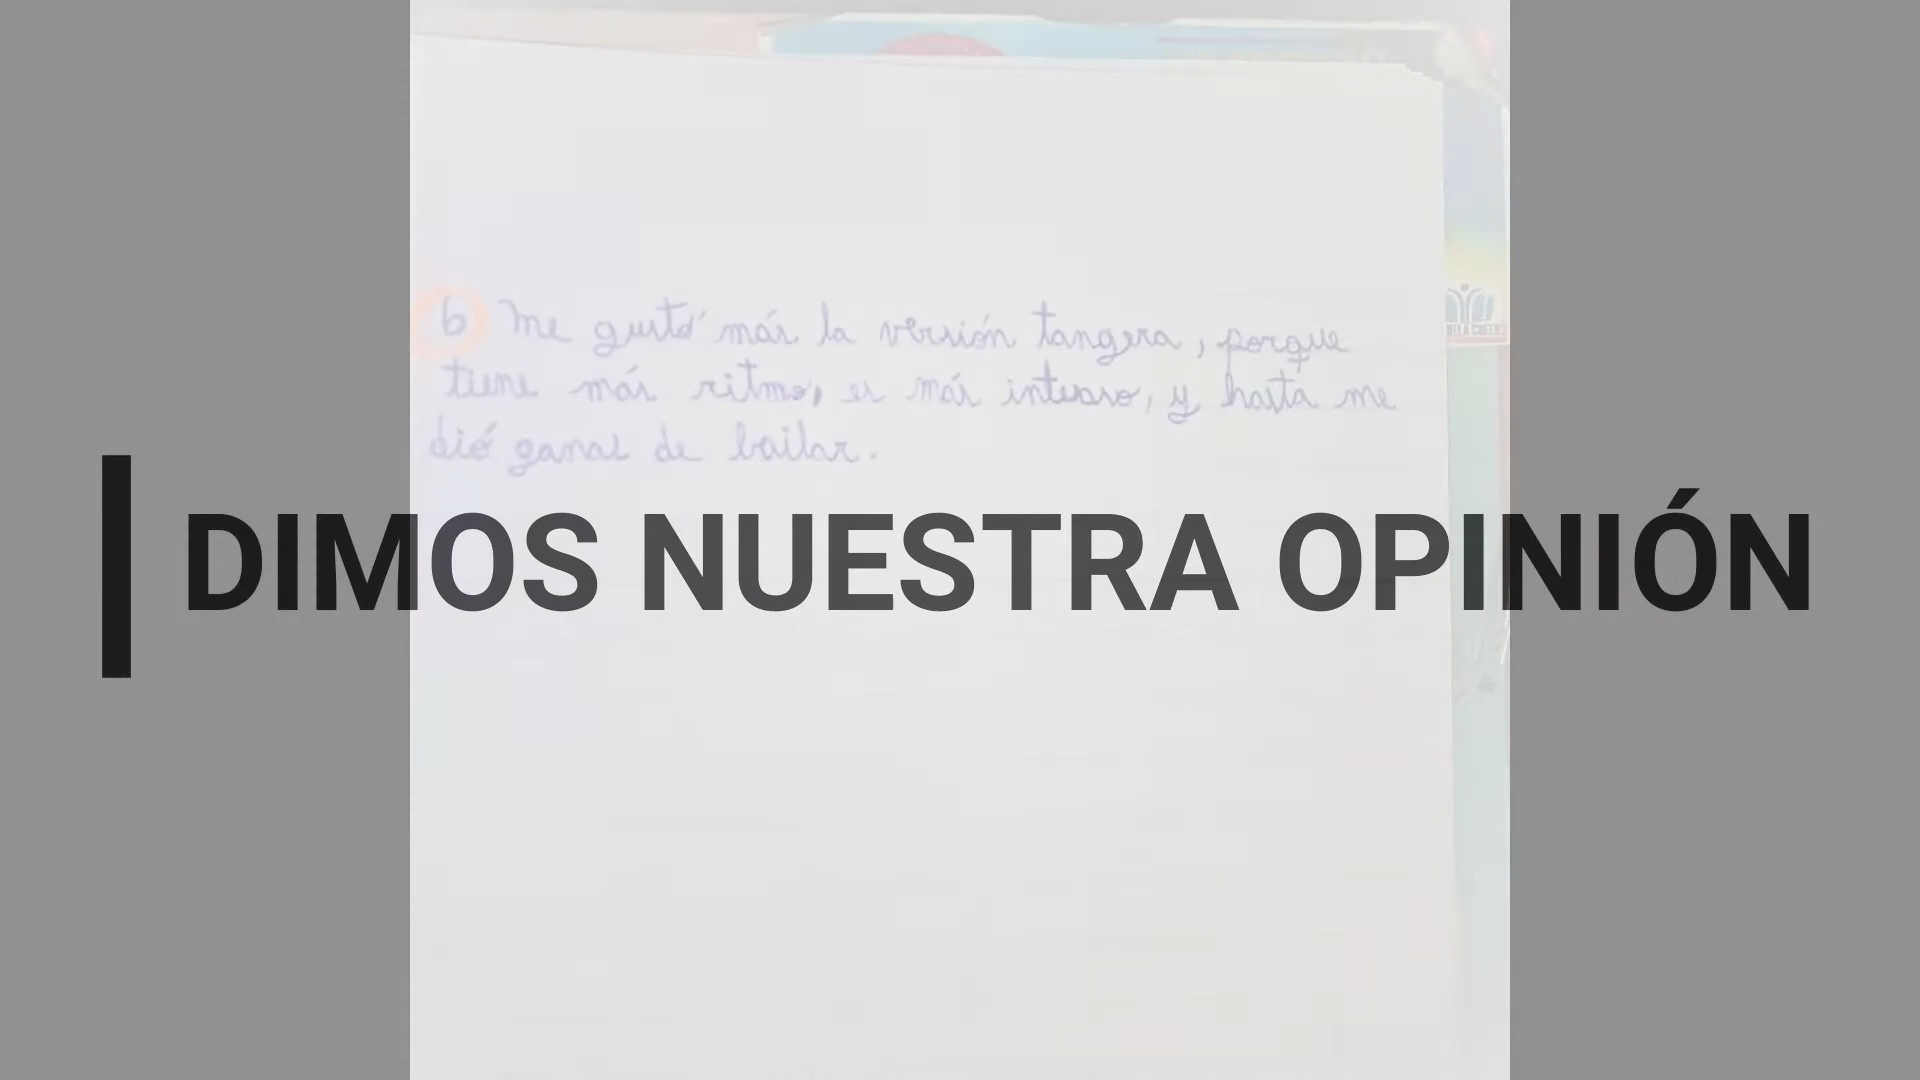 6 Me gustó más la versión tanguera, porque
tiene más ritmo, es más intenso, y hasta me
dió ganas de bailar.
DIMOS NUESTRA OPINIÓN